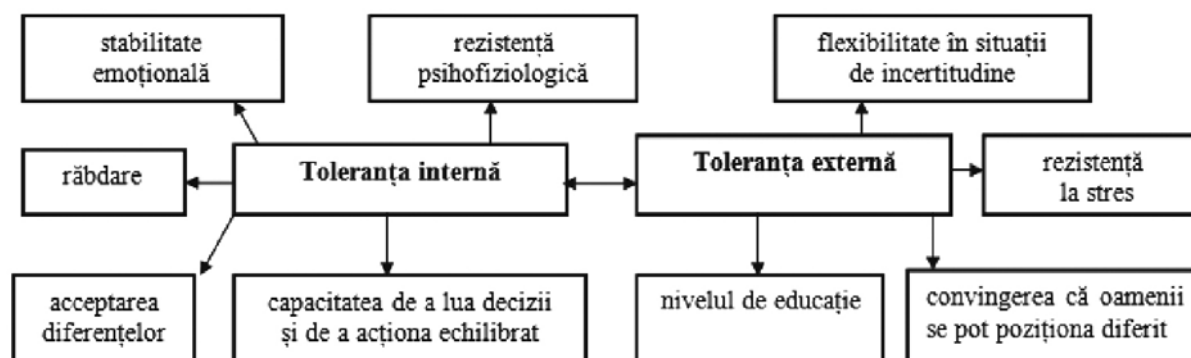 stabilitate
emoțională
rezistență
psihofiziologică
flexibilitate în situații
de incertitudine
răbdare
Toleranța internă
Toleranța externă
rezistență
la stres
acceptarea
diferențelor
capacitatea de a lua decizii
și de a acționa echilibrat
nivelul de educație
convingerea că oamenii
se pot poziționa diferit